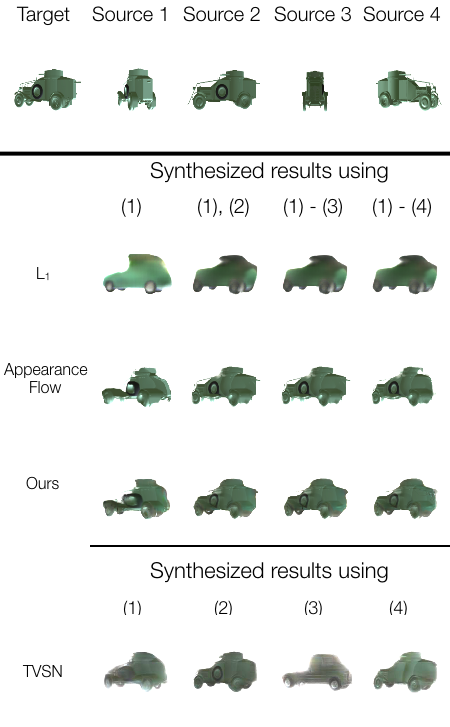 Target Source 1 Source 2 Source 3 Source 4
Synthesized results using
(1) (1), (2) (1) - (3) (1) - (4)
L₁
Appearance
Flow
Ours
Synthesized results using
(1) (2) (3) (4)
TVSN